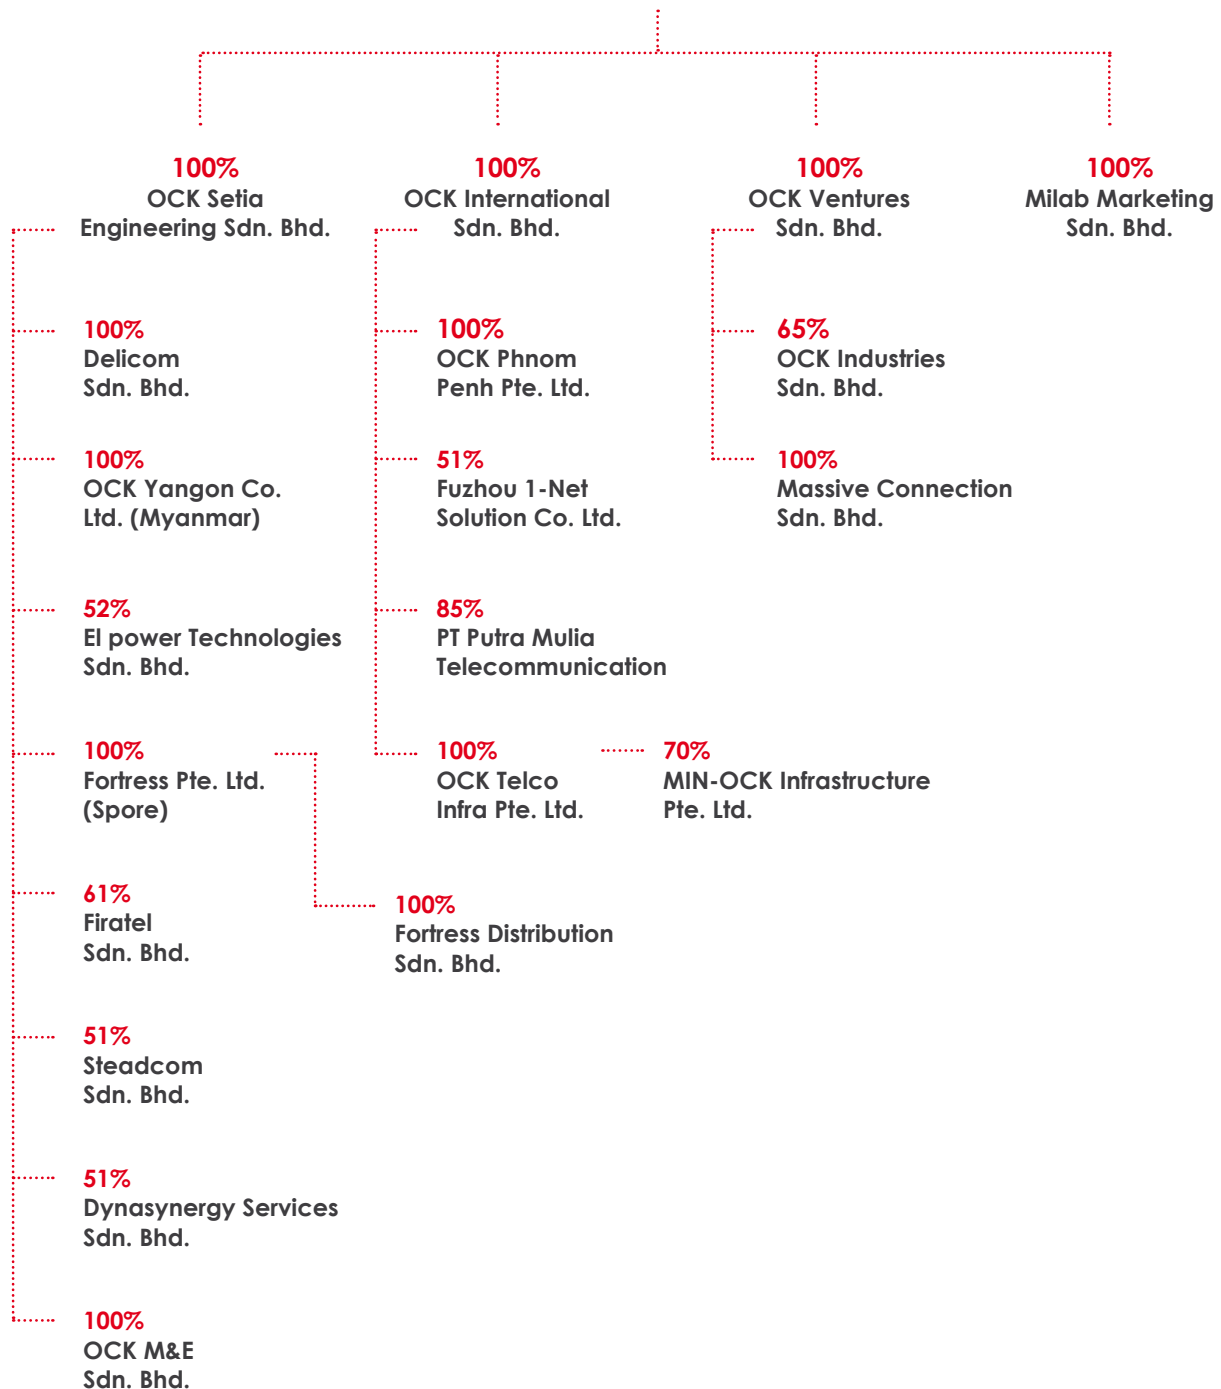 100%
OCK Setia
Engineering Sdn. Bhd.
100%
Delicom
Sdn. Bhd.
100%
OCK Yangon Co.
Ltd. (Myanmar)
52%
El power Technologies
Sdn. Bhd.
100%
Fortress Pte. Ltd.
(Spore)
100%
Fortress Distribution
Sdn. Bhd.
61%
Firatel
Sdn. Bhd.
51%
Steadcom
Sdn. Bhd.
51%
Dynasynergy Services
Sdn. Bhd.
100%
OCK M&E
Sdn. Bhd.
100%
OCK International
Sdn. Bhd.
100%
OCK Phnom
Penh Pte. Ltd.
51%
Fuzhou 1-Net
Solution Co. Ltd.
85%
PT Putra Mulia
Telecommunication
100%
OCK Telco
Infra Pte. Ltd.
70%
MIN-OCK Infrastructure
Pte. Ltd.
100%
OCK Ventures
Sdn. Bhd.
65%
OCK Industries
Sdn. Bhd.
100%
Massive Connection
Sdn. Bhd.
100%
Milab Marketing
Sdn. Bhd.